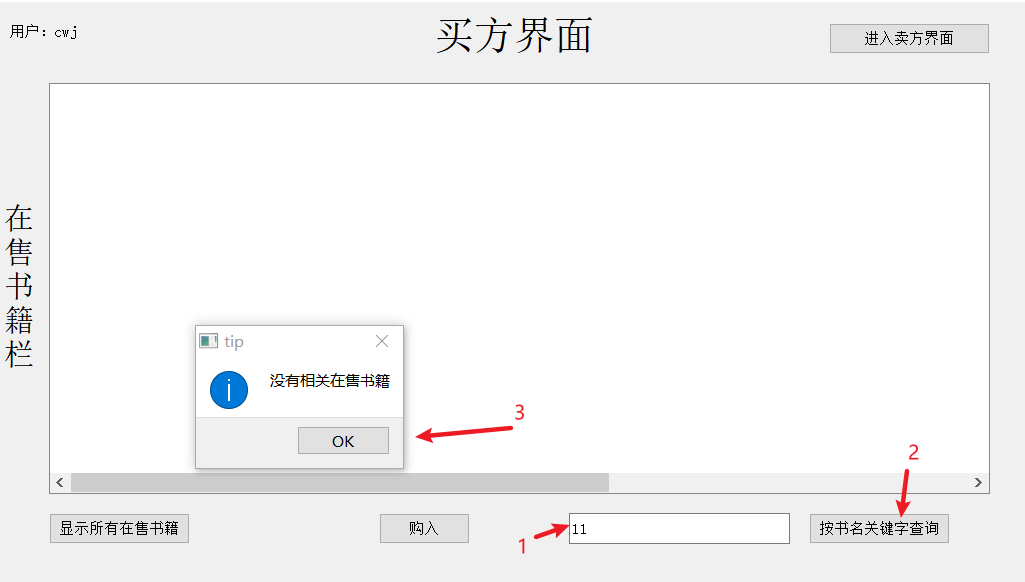 用户：cwj
买方界面
进入卖方界面
在售书籍栏
tip
没有相关在售书籍
OK
3
2
显示所有在售书籍
购入
1
11
按书名关键字查询